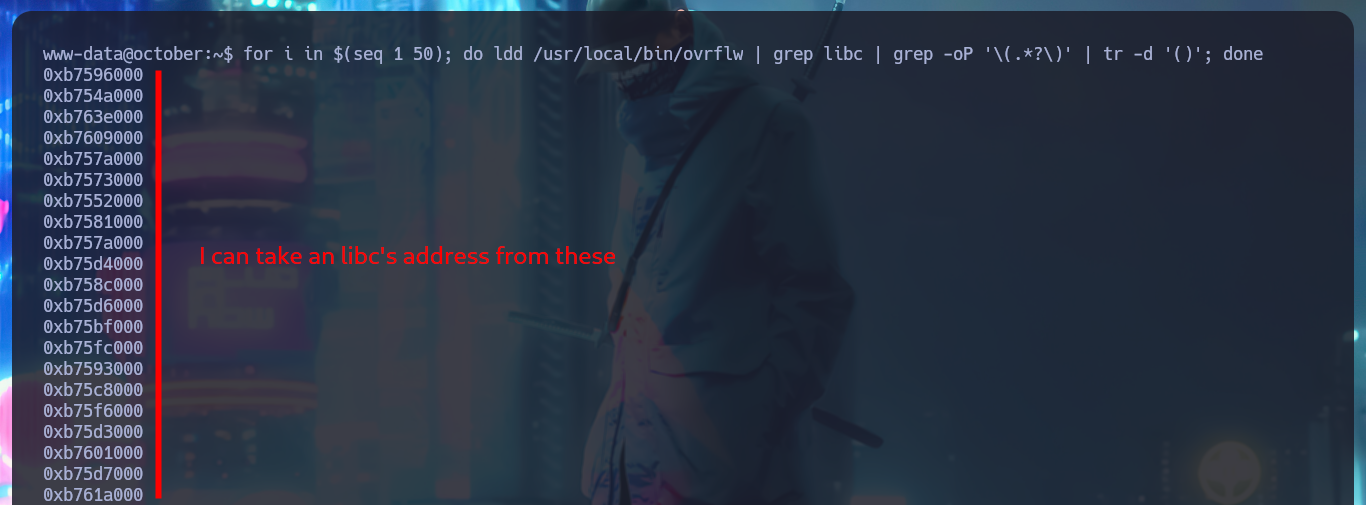 www-data@october:~$ for i in $(seq 1 50); do ldd /usr/local/bin/ovrflw | grep libc | grep -oP '\(.*?\)' | tr -d '()'; done
0xb7596000
0xb754a000
0xb763e000
0xb7609000
0xb757a000
0xb7573000
0xb7552000
0xb7581000
0xb757a000
I can take an libc's address from these
0xb75d4000
0xb758c000
0xb75d6000
0xb75bf000
0xb75fc000
0xb7593000
0xb75c8000
0xb75f6000
0xb75d3000
0xb7601000
0xb75d7000
0xb761a000